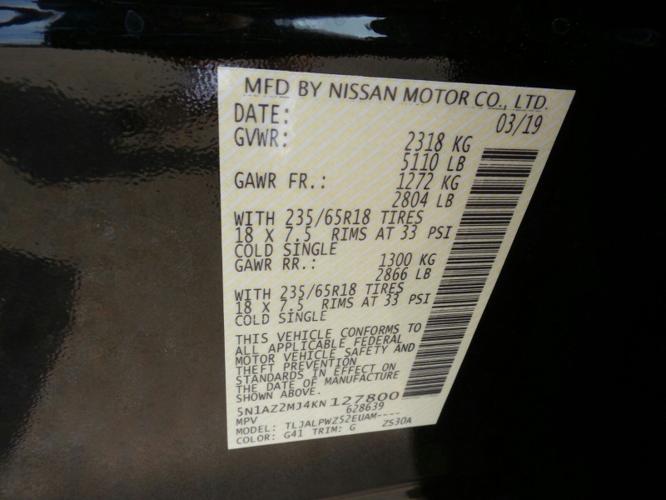 MFD BY NISSAN MOTOR CO., LTD.
DATE: 03/19
GVWR: 2318 KG
5110 LB
GAWR FR.: 1272 KG
2804 LB
WITH 235/65R18 TIRES
18 X 7.5 RIMS AT 33 PSI
COLD SINGLE
GAWR RR.: 1300 KG
2866 LB
WITH 235/65R18 TIRES
18 X 7.5 RIMS AT 33 PSI
COLD SINGLE
THIS VEHICLE CONFORMS TO
ALL APPLICABLE FEDERAL
MOTOR VEHICLE SAFETY AND
THEFT PREVENTION
STANDARDS IN EFFECT ON
THE DATE OF MANUFACTURE
SHOWN ABOVE.
5N1AZ2MJ4KN127800
MPV 628639
MODEL: TLJALPWZ52EUAM----
COLOR: G41 TRIM: G ZS30A